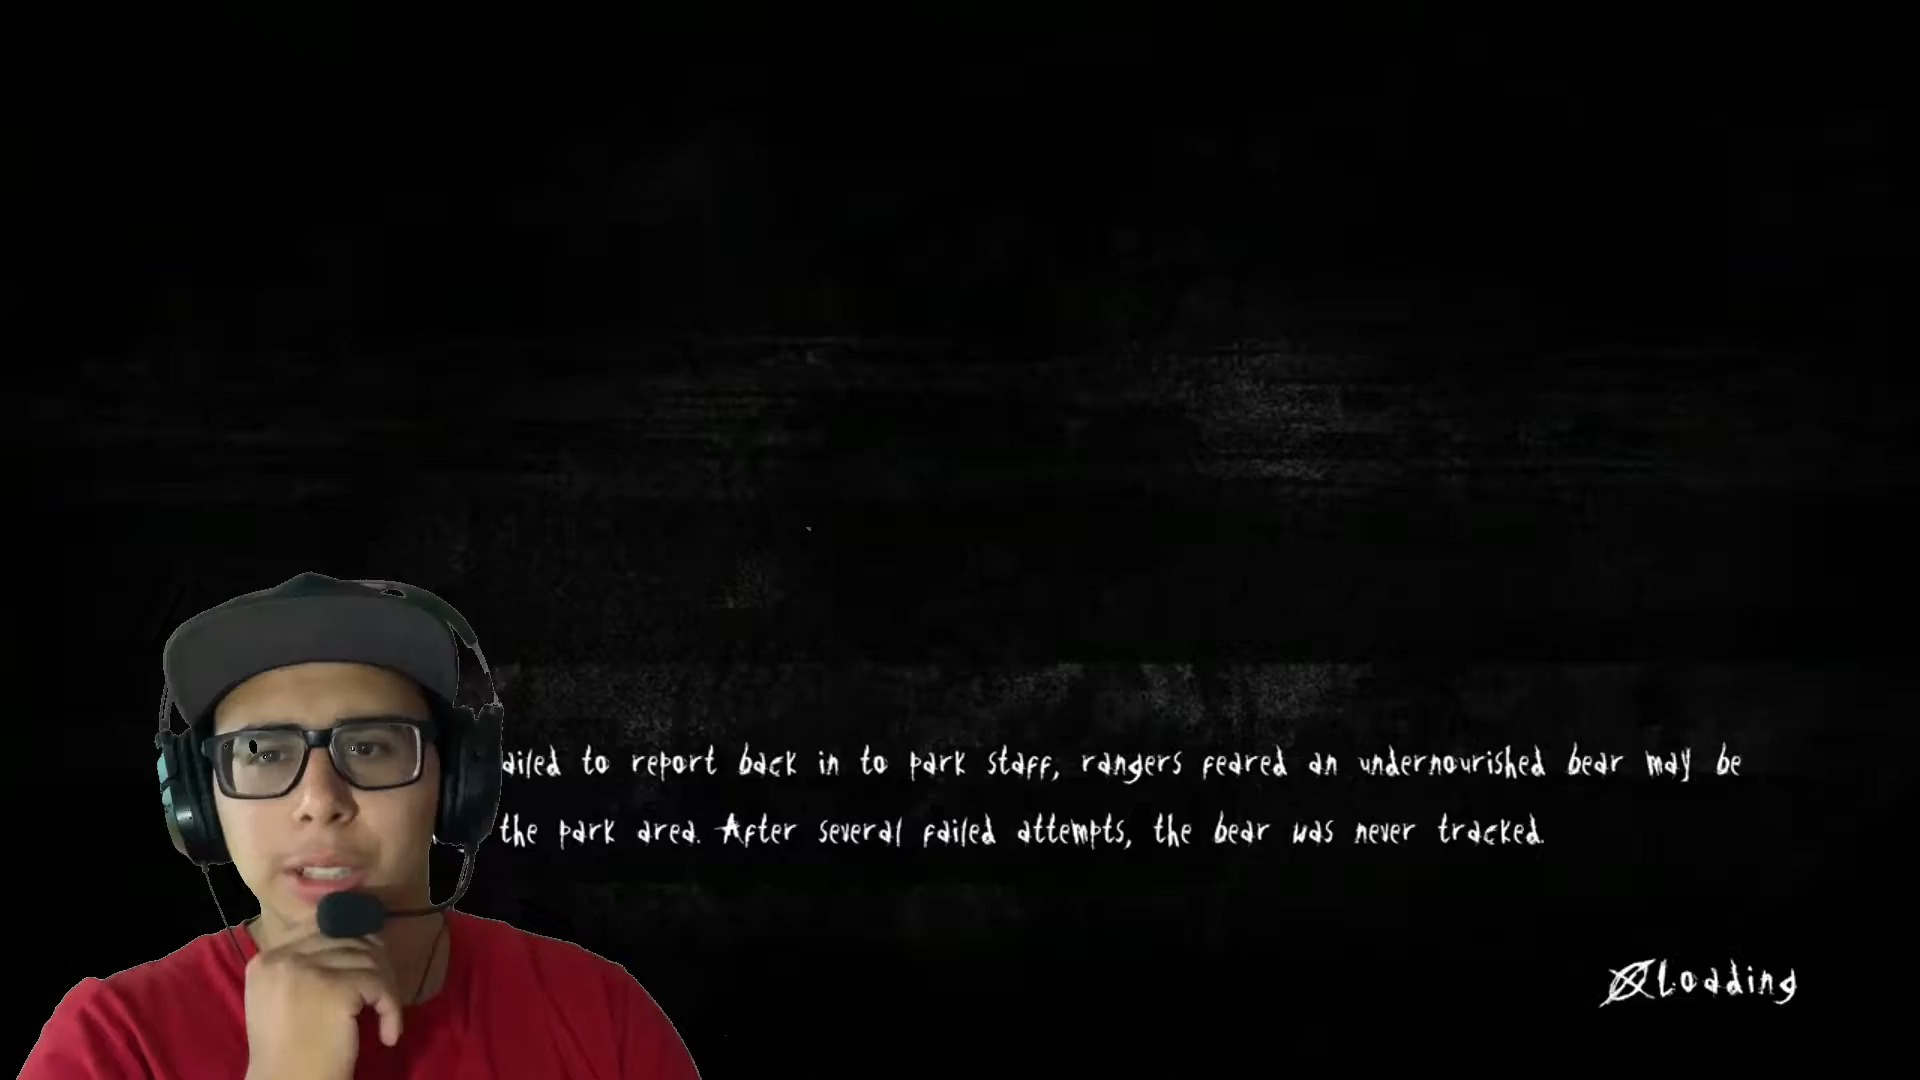 to report back in to park staff, rangers feared an undernourished bear may be
the park area. After several failed attempts, the bear was never tracked.
Loading